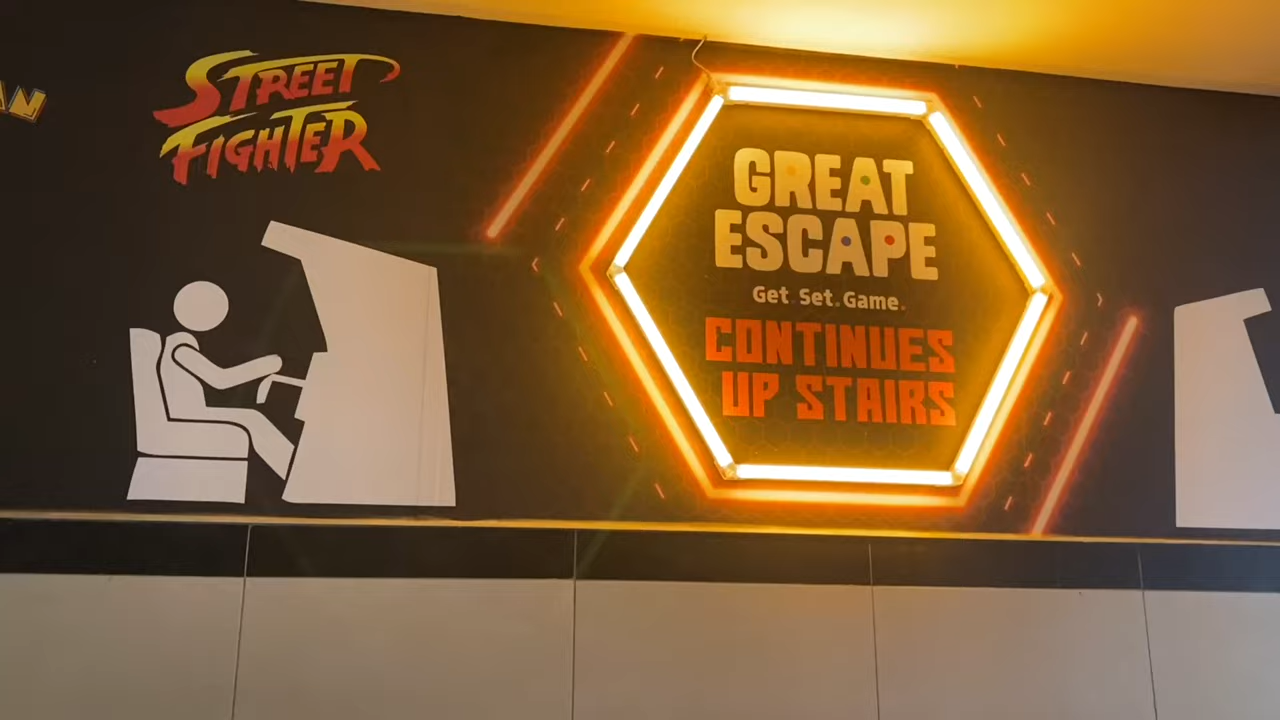 STREET
FIGHTER
GREAT
ESCAPE
Get. Set. Game.
CONTINUES
UP STAIRS